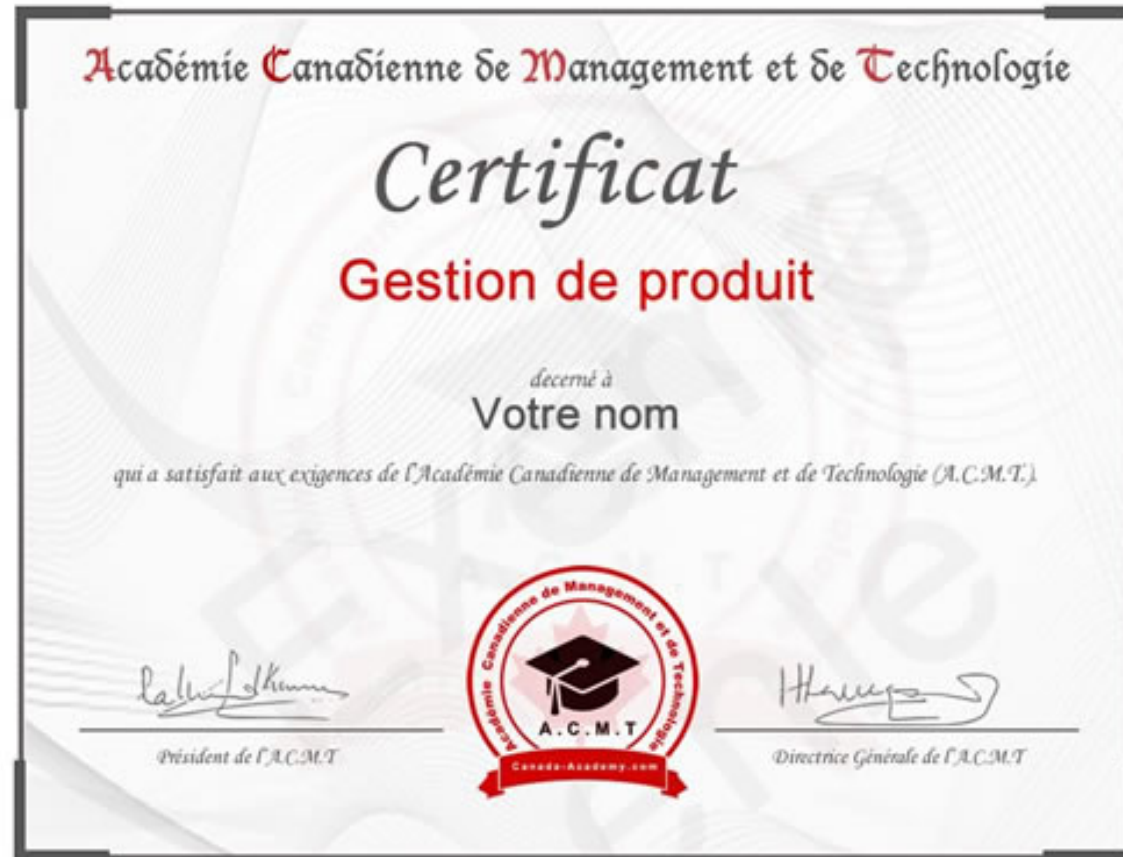 Académie Canadienne de Management et de Technologie
Certificat
Gestion de produit
decerné à
Votre nom
qui a satisfait aux exigences de l'Académie Canadienne de Management et de Technologie (A.C.M.T.).
Académie Canadienne de Management et de Technologie
A.C.M.T
Canada-Academy.com
Président de l'A.C.M.T
Directrice Générale de l'A.C.M.T